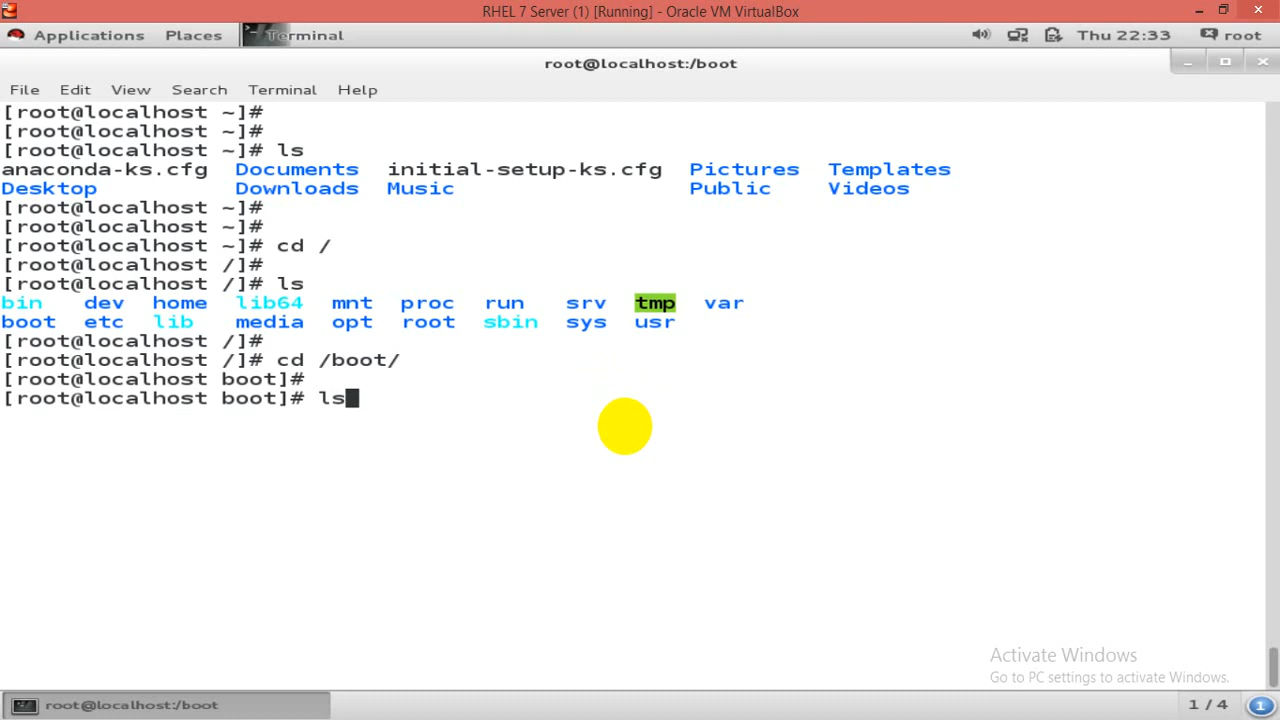 RHEL 7 Server (1) [Running] - Oracle VM VirtualBox
Applications Places Terminal Thu 22:33 root
root@localhost:/boot
File Edit View Search Terminal Help
[root@localhost ~]#
[root@localhost ~]#
[root@localhost ~]# ls
anaconda-ks.cfg Documents initial-setup-ks.cfg Pictures Templates
Desktop Downloads Music Public Videos
[root@localhost ~]#
[root@localhost ~]#
[root@localhost ~]# cd /
[root@localhost /]#
[root@localhost /]# ls
bin dev home lib64 mnt proc run srv tmp var
boot etc lib media opt root sbin sys usr
[root@localhost /]#
[root@localhost /]# cd /boot/
[root@localhost boot]#
[root@localhost boot]# ls
Activate Windows
Go to PC settings to activate Windows.
root@localhost:/boot 1 / 4 1